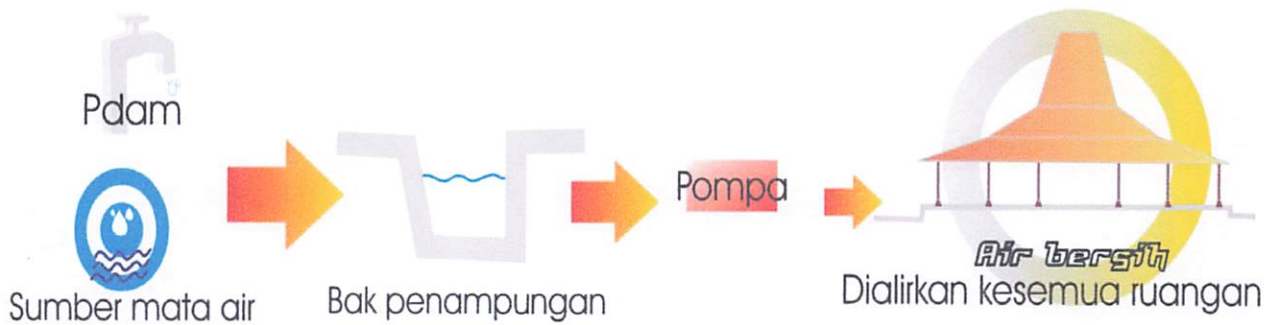 Pdam
Sumber mata air
Bak penampungan
Pompa
Air bersih
Dialirkan kesemua ruangan